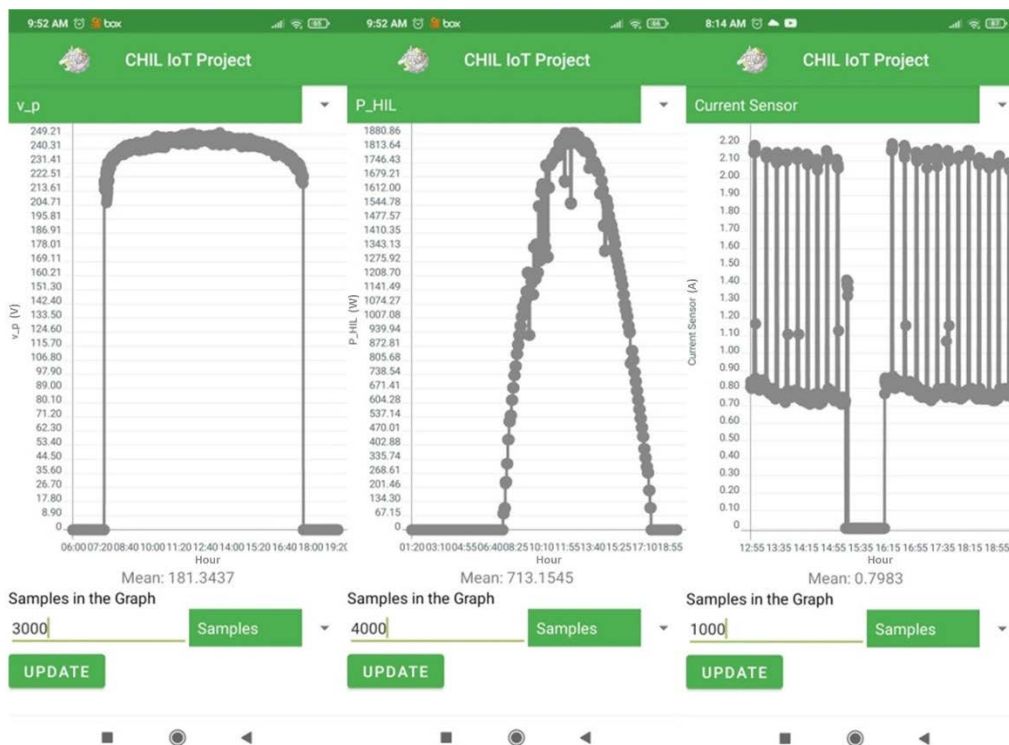 9:52 AM box 65
CHIL IoT Project
v_p
249.21
240.31
231.41
222.51
213.61
204.71
195.81
186.91
178.01
169.11
160.21
151.30
142.40
133.50
124.60
115.70
106.80
97.90
89.00
80.10
71.20
62.30
53.40
44.50
35.60
26.70
17.80
8.90
0
v_p (V)
06:00 07:20 08:40 10:00 11:20 12:40 14:00 15:20 16:40 18:00 19:20
Hour
Mean: 181.3437
Samples in the Graph
3000 Samples
UPDATE
9:52 AM box 66
CHIL IoT Project
P_HIL
1880.86
1813.64
1746.43
1679.21
1612.00
1544.78
1477.57
1410.35
1343.13
1275.92
1208.70
1141.49
1074.27
1007.08
939.94
872.81
805.67
738.54
671.41
604.28
537.14
470.01
402.88
335.74
268.61
201.46
134.30
67.15
0
P_HIL (W)
01:20 03:10 04:55 06:40 08:25 10:10 11:55 13:40 15:25 17:10 18:55
Hour
Mean: 713.1545
Samples in the Graph
4000 Samples
UPDATE
8:14 AM 87
CHIL IoT Project
Current Sensor
2.20
2.10
2.00
1.90
1.80
1.70
1.60
1.50
1.40
1.30
1.20
1.10
1.00
0.90
0.80
0.70
0.60
0.50
0.40
0.30
0.20
0.10
0
Current Sensor (A)
12:55 13:35 14:15 14:55 15:35 16:15 16:55 17:35 18:15 18:55
Hour
Mean: 0.7983
Samples in the Graph
1000 Samples
UPDATE